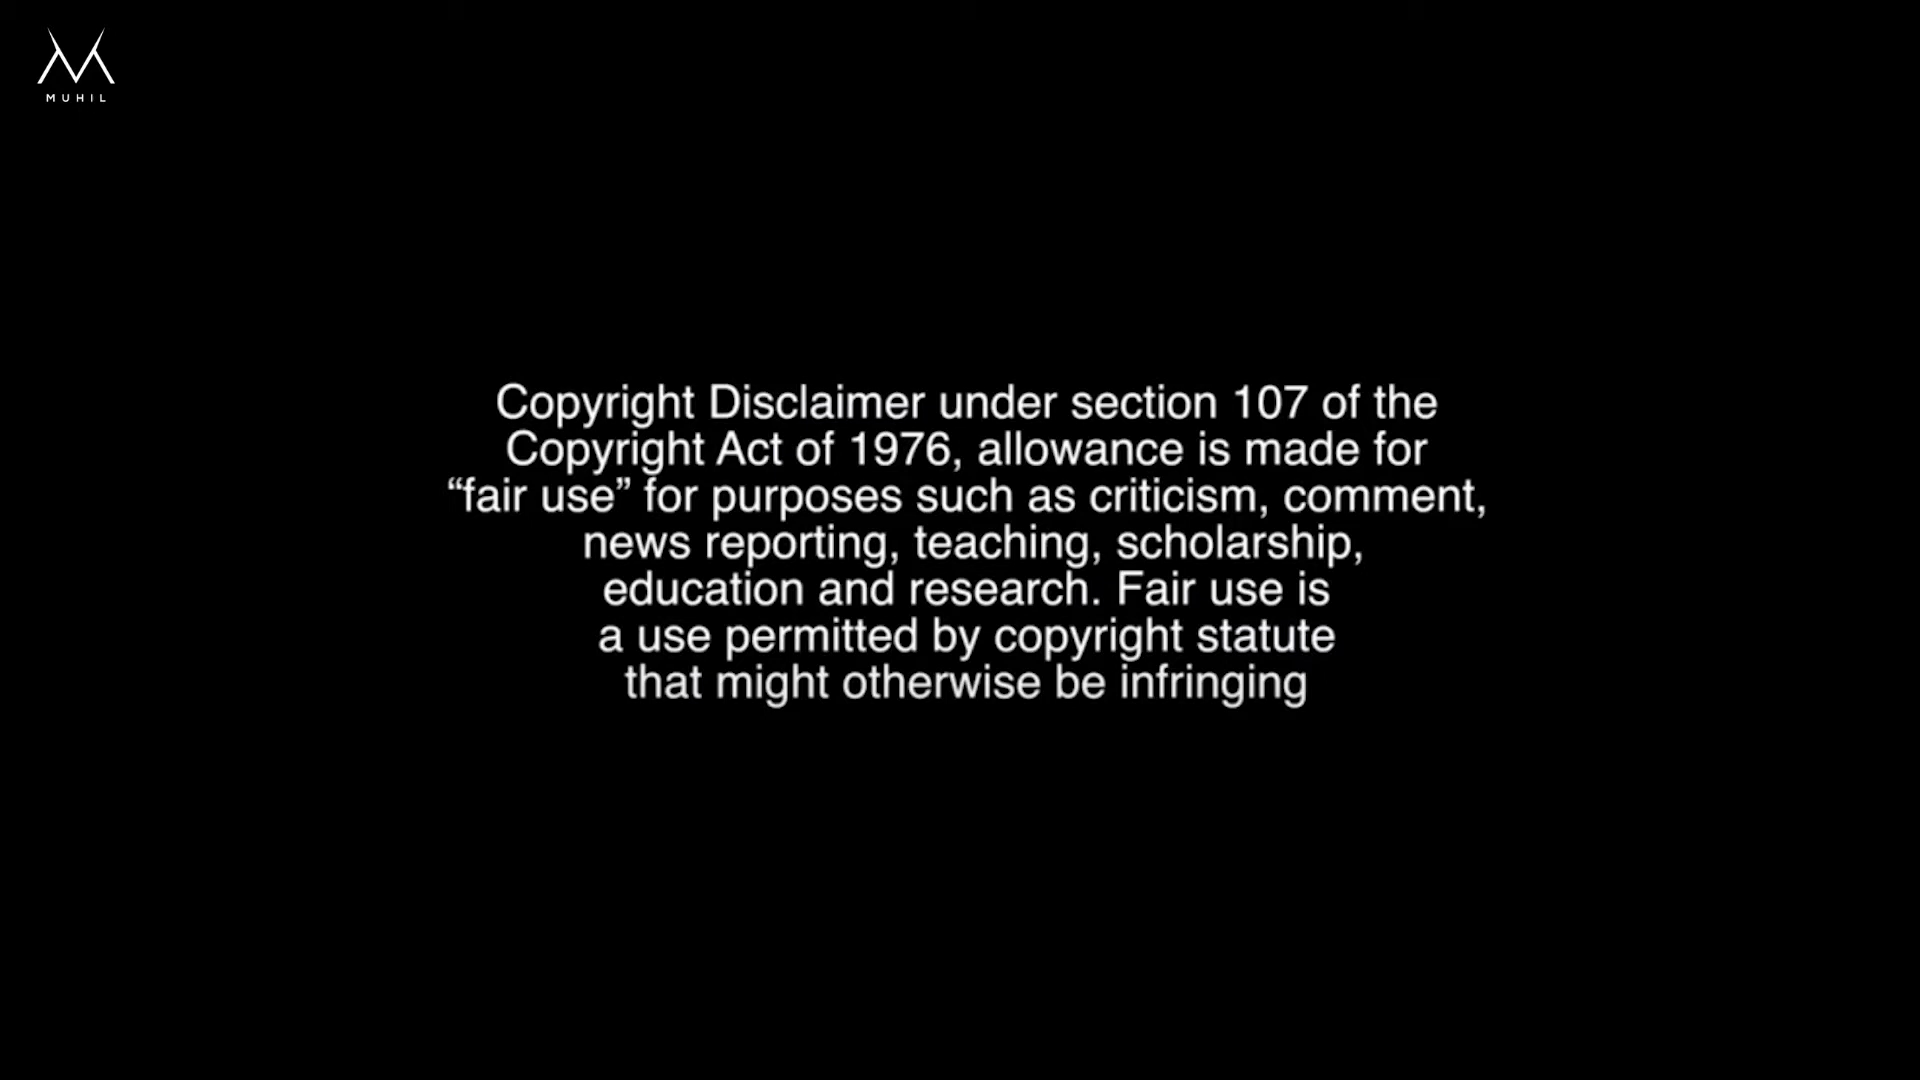 MUHIL
Copyright Disclaimer under section 107 of the
Copyright Act of 1976, allowance is made for
“fair use” for purposes such as criticism, comment,
news reporting, teaching, scholarship,
education and research. Fair use is
a use permitted by copyright statute
that might otherwise be infringing